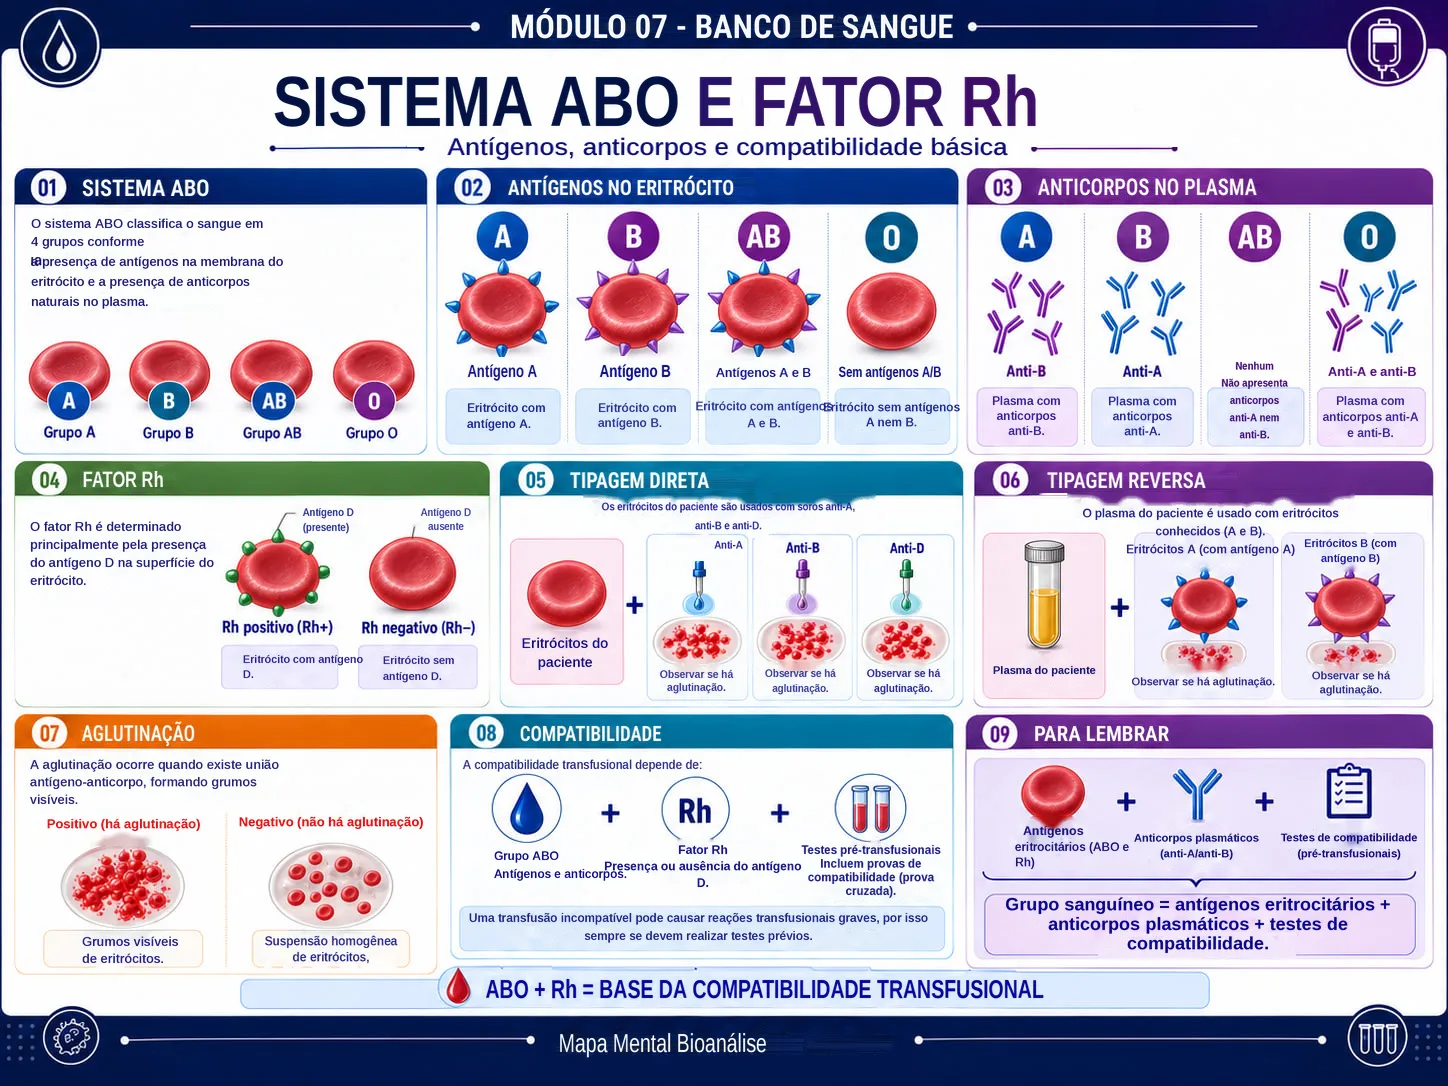 MÓDULO 07 - BANCO DE SANGUE
SISTEMA ABO E FATOR Rh
Antígenos, anticorpos e compatibilidade básica
01 SISTEMA ABO
O sistema ABO classifica o sangue em
4 grupos conforme
a presença de antígenos na membrana do
eritrócito e a presença de anticorpos
naturais no plasma.
A
B
AB
O
Grupo A
Grupo B
Grupo AB
Grupo O
02 ANTÍGENOS NO ERITRÓCITO
A
B
AB
O
Antígeno A
Antígeno B
Antígenos A e B
Sem antígenos A/B
Eritrócito com
antígeno A.
Eritrócito com
antígeno B.
Eritrócito com antígenos
A e B.
Eritrócito sem antígenos
A nem B.
03 ANTICORPOS NO PLASMA
A
B
AB
O
Anti-B
Anti-A
Nenhum
Anti-A e anti-B
Plasma com
anticorpos
anti-B.
Plasma com
anticorpos
anti-A.
Não apresenta
anticorpos
anti-A nem
anti-B.
Plasma com
anticorpos anti-A
e anti-B.
04 FATOR Rh
O fator Rh é determinado
principalmente pela presença
do antígeno D na superfície do
eritrócito.
Antígeno D
(presente)
Antígeno D
ausente
Rh positivo (Rh+)
Rh negativo (Rh–)
Eritrócito com antígeno
D.
Eritrócito sem
antígeno D.
05 TIPAGEM DIRETA
Os eritrócitos do paciente são usados com soros anti-A,
anti-B e anti-D.
Eritrócitos do
paciente
+
Anti-A
Anti-B
Anti-D
Observar se há
aglutinação.
Observar se há
aglutinação.
Observar se há
aglutinação.
06 TIPAGEM REVERSA
O plasma do paciente é usado com eritrócitos
conhecidos (A e B).
Plasma do paciente
+
Eritrócitos A (com antígeno A)
Eritrócitos B (com
antígeno B)
Observar se há aglutinação.
Observar se há
aglutinação.
07 AGLUTINAÇÃO
A aglutinação ocorre quando existe união
antígeno-anticorpo, formando grumos
visíveis.
Positivo (há aglutinação)
Negativo (não há aglutinação)
Grumos visíveis
de eritrócitos.
Suspensão homogênea
de eritrócitos,
08 COMPATIBILIDADE
A compatibilidade transfusional depende de:
+
Rh
+
Grupo ABO
Antígenos e anticorpos.
Fator Rh
Presença ou ausência do antígeno
D.
Testes pré-transfusionais
Incluem provas de
compatibilidade (prova
cruzada).
Uma transfusão incompatível pode causar reações transfusionais graves, por isso
sempre se devem realizar testes prévios.
09 PARA LEMBRAR
+
+
Antígenos
eritrocitários (ABO e
Rh)
Anticorpos plasmáticos
(anti-A/anti-B)
Testes de compatibilidade
(pré-transfusionais)
Grupo sanguíneo = antígenos eritrocitários +
anticorpos plasmáticos + testes de
compatibilidade.
ABO + Rh = BASE DA COMPATIBILIDADE TRANSFUSIONAL
Mapa Mental Bioanálise